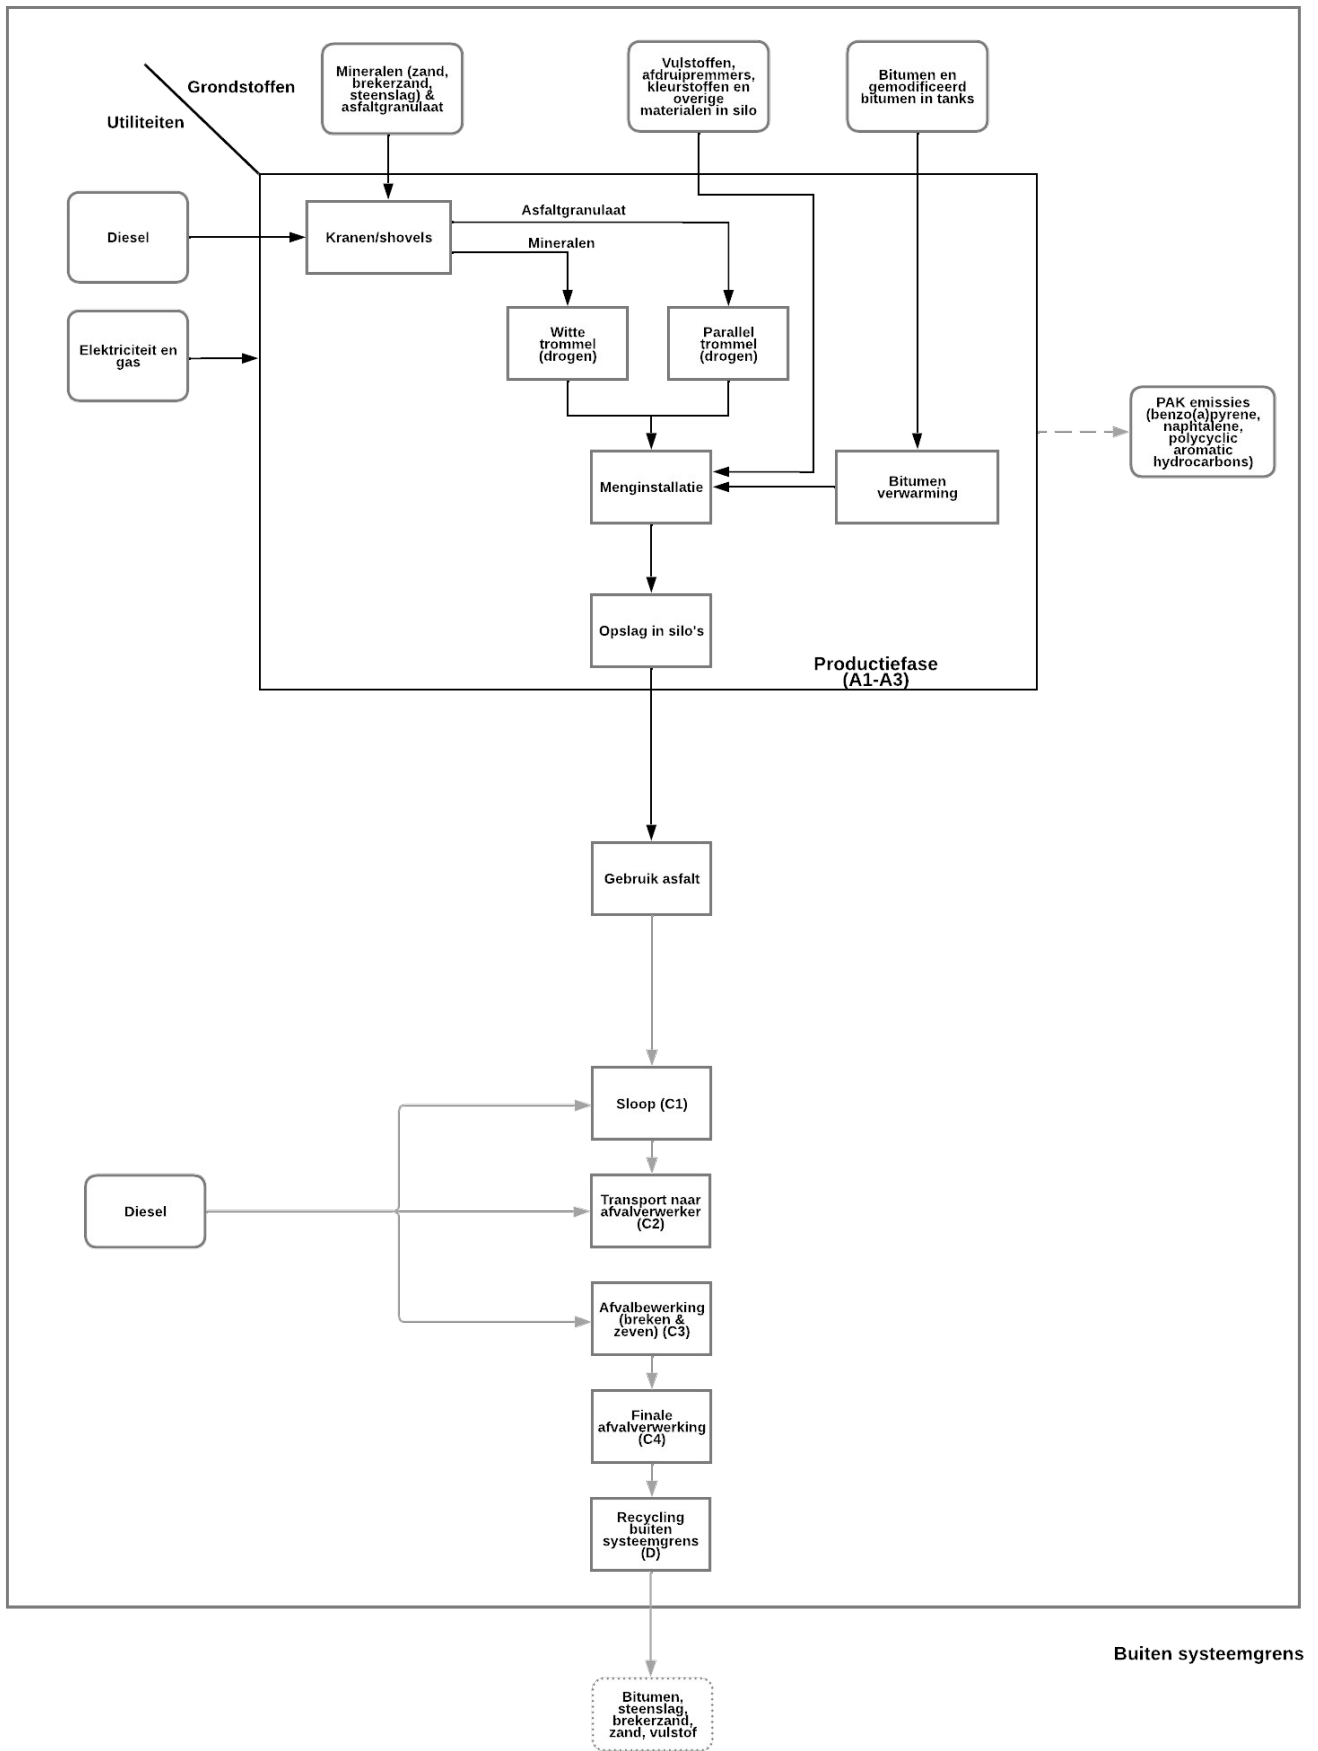 Grondstoffen
Utiliteiten
Mineralen (zand,
brekerzand,
steenslag) &
asfaltgranulaat
Vulstoffen,
afdruipremmers,
kleurstoffen en
overige
materialen in silo
Bitumen en
gemodificeerd
bitumen in tanks
Diesel
Kranen/shovels
Asfaltgranulaat
Mineralen
Elektriciteit en
gas
Witte
trommel
(drogen)
Parallel
trommel
(drogen)
PAK emissies
(benzo(a)pyrene,
naphtalene,
polycyclic
aromatic
hydrocarbons)
Menginstallatie
Bitumen
verwarming
Opslag in silo's
Productiefase
(A1-A3)
Gebruik asfalt
Sloop (C1)
Diesel
Transport naar
afvalverwerker
(C2)
Afvalbewerking
(breken &
zeven) (C3)
Finale
afvalverwerking
(C4)
Recycling
buiten
systeemgrens
(D)
Buiten systeemgrens
Bitumen,
steenslag,
brekerzand,
zand, vulstof